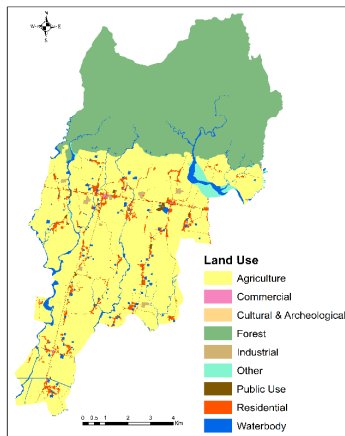 N
W E
S
Land Use
Agriculture
Commercial
Cultural & Archeological
Forest
Industrial
Other
Public Use
Residential
Waterbody
0 0.5 1 2 3 4
Km